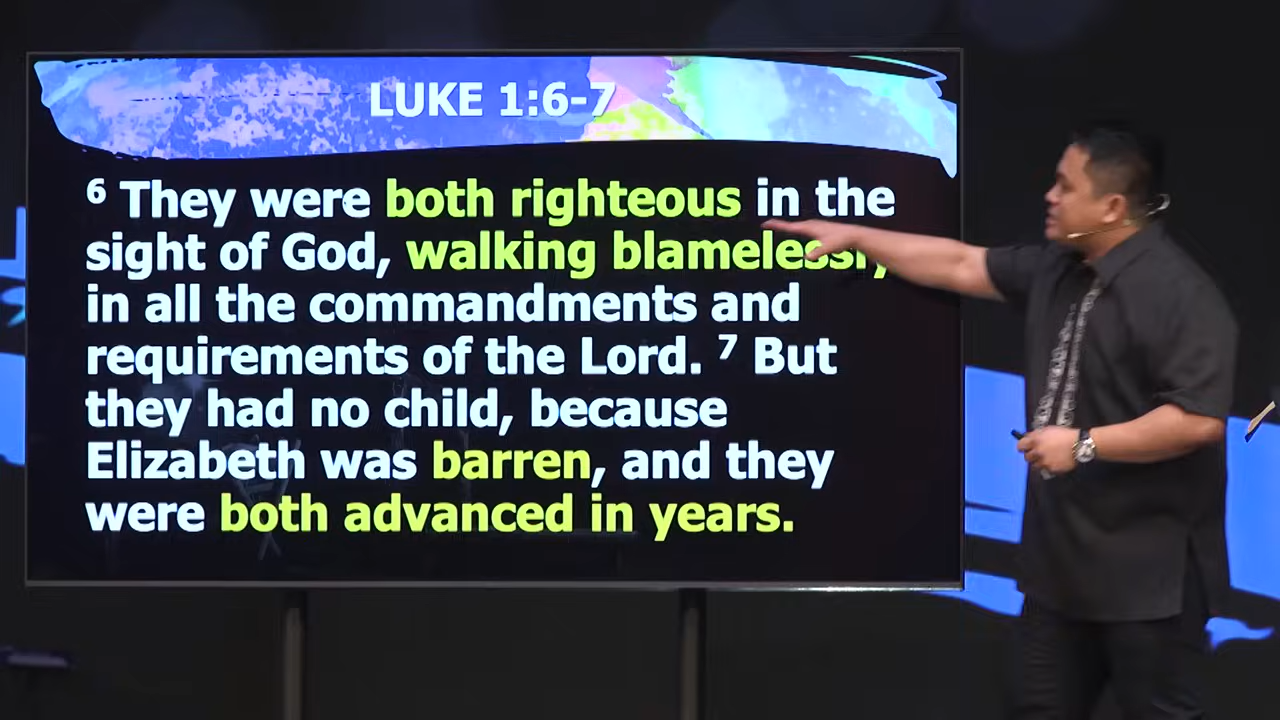 LUKE 1:6-7
⁶ They were both righteous in the
sight of God, walking blamelessly
in all the commandments and
requirements of the Lord. ⁷ But
they had no child, because
Elizabeth was barren, and they
were both advanced in years.